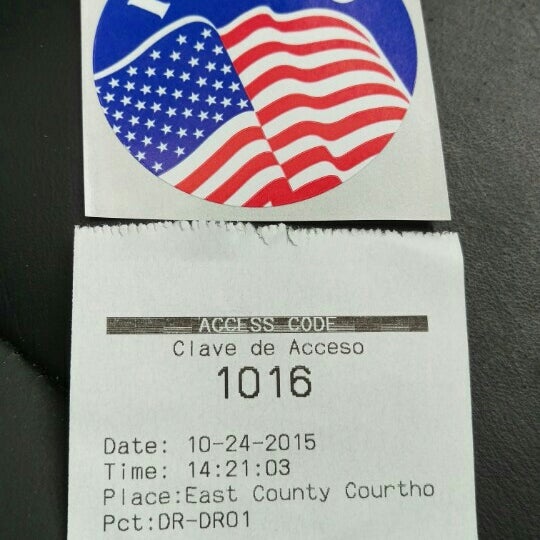 ACCESS CODE
Clave de Acceso
1016
Date: 10-24-2015
Time: 14:21:03
Place:East County Courtho
Pct:DR-DR01